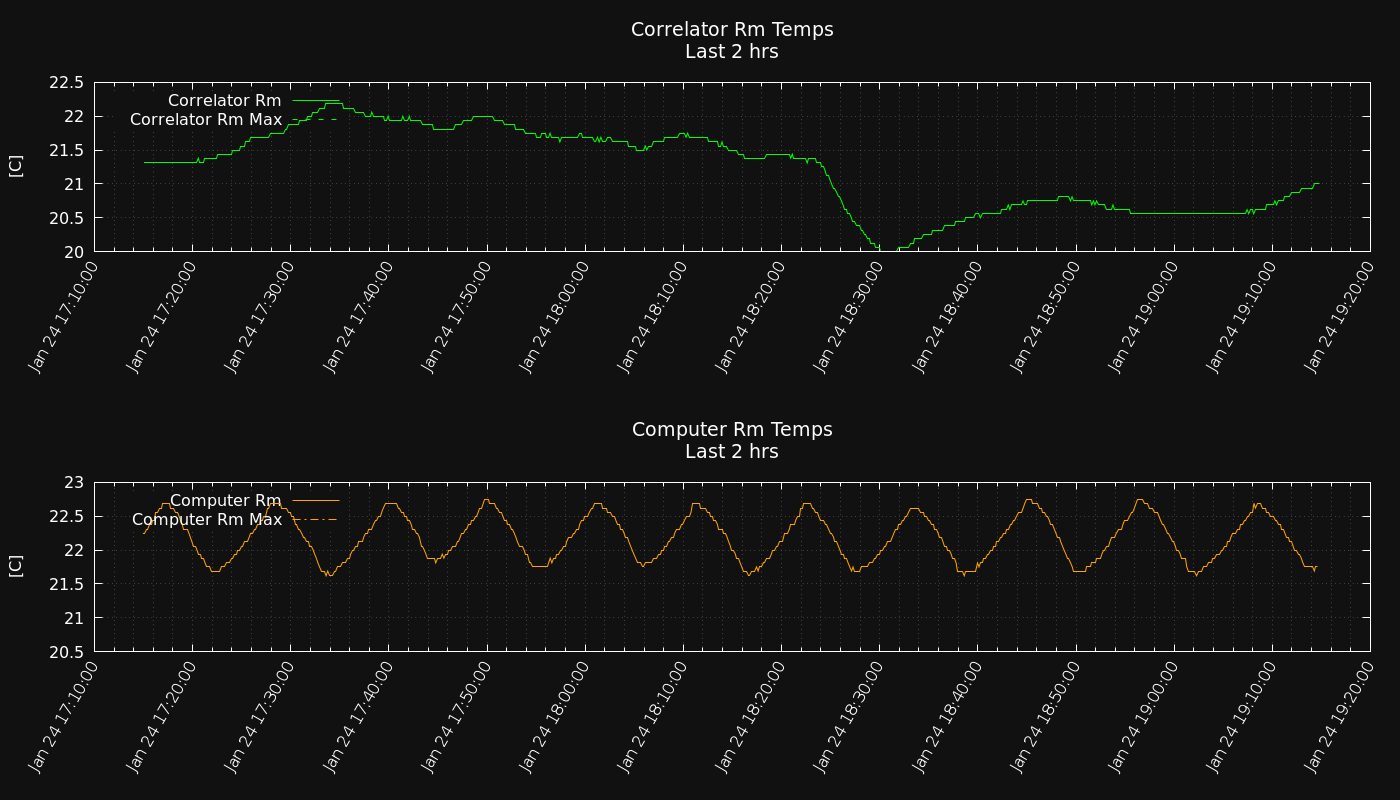 Correlator Rm Temps
Last 2 hrs
22.5
22
21.5
21
20.5
20
[C]
Correlator Rm
Correlator Rm Max
Jan 24 17:10:00
Jan 24 17:20:00
Jan 24 17:30:00
Jan 24 17:40:00
Jan 24 17:50:00
Jan 24 18:00:00
Jan 24 18:10:00
Jan 24 18:20:00
Jan 24 18:30:00
Jan 24 18:40:00
Jan 24 18:50:00
Jan 24 19:00:00
Jan 24 19:10:00
Jan 24 19:20:00
Computer Rm Temps
Last 2 hrs
23
22.5
22
21.5
21
20.5
[C]
Computer Rm
Computer Rm Max
Jan 24 17:10:00
Jan 24 17:20:00
Jan 24 17:30:00
Jan 24 17:40:00
Jan 24 17:50:00
Jan 24 18:00:00
Jan 24 18:10:00
Jan 24 18:20:00
Jan 24 18:30:00
Jan 24 18:40:00
Jan 24 18:50:00
Jan 24 19:00:00
Jan 24 19:10:00
Jan 24 19:20:00